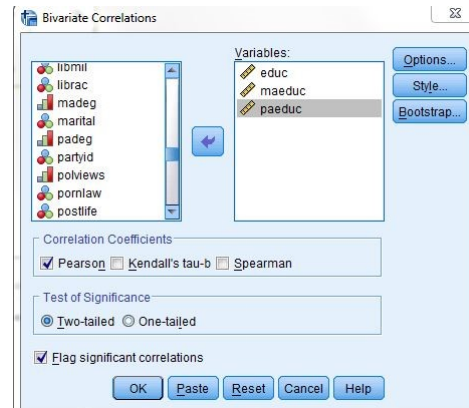 Bivariate Correlations
Variables:
libmil
librac
madeg
marital
padeg
partyid
polviews
pornlaw
postlife
educ
maeduc
paeduc
Options...
Style...
Bootstrap...
Correlation Coefficients
Pearson Kendall's tau-b Spearman
Test of Significance
Two-tailed One-tailed
Flag significant correlations
OK Paste Reset Cancel Help